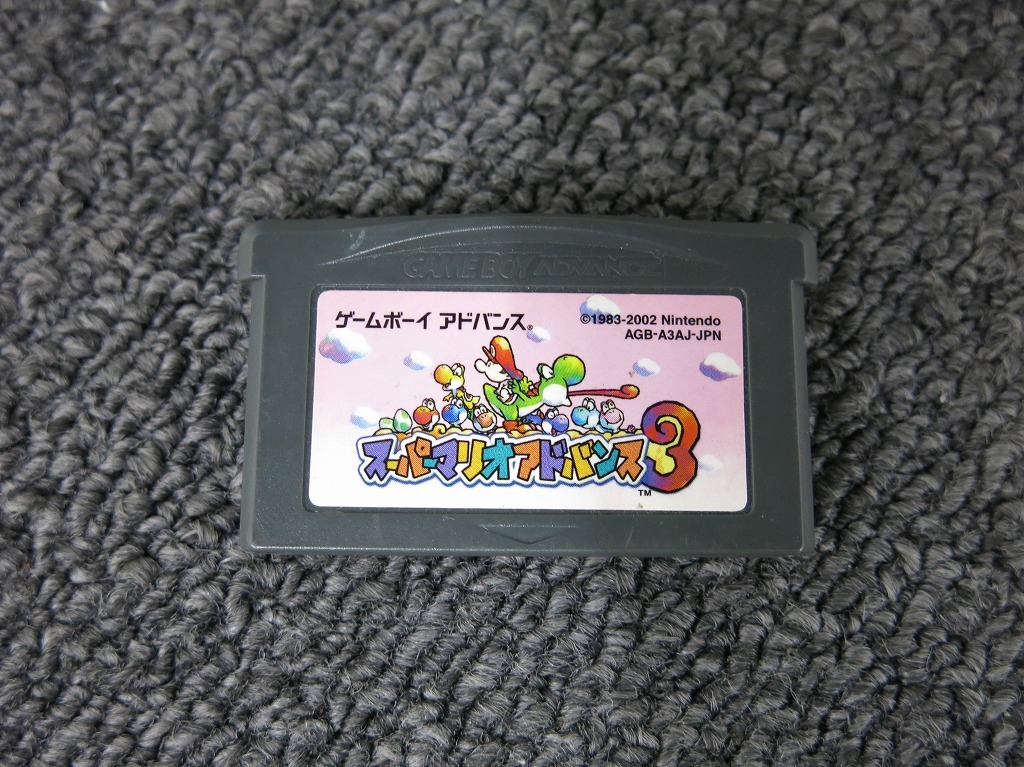 GAME BOY ADVANCE
ゲームボーイ アドバンス®
©1983-2002 Nintendo
AGB-A3AJ-JPN
スーパーマリオアドバンス3
TM